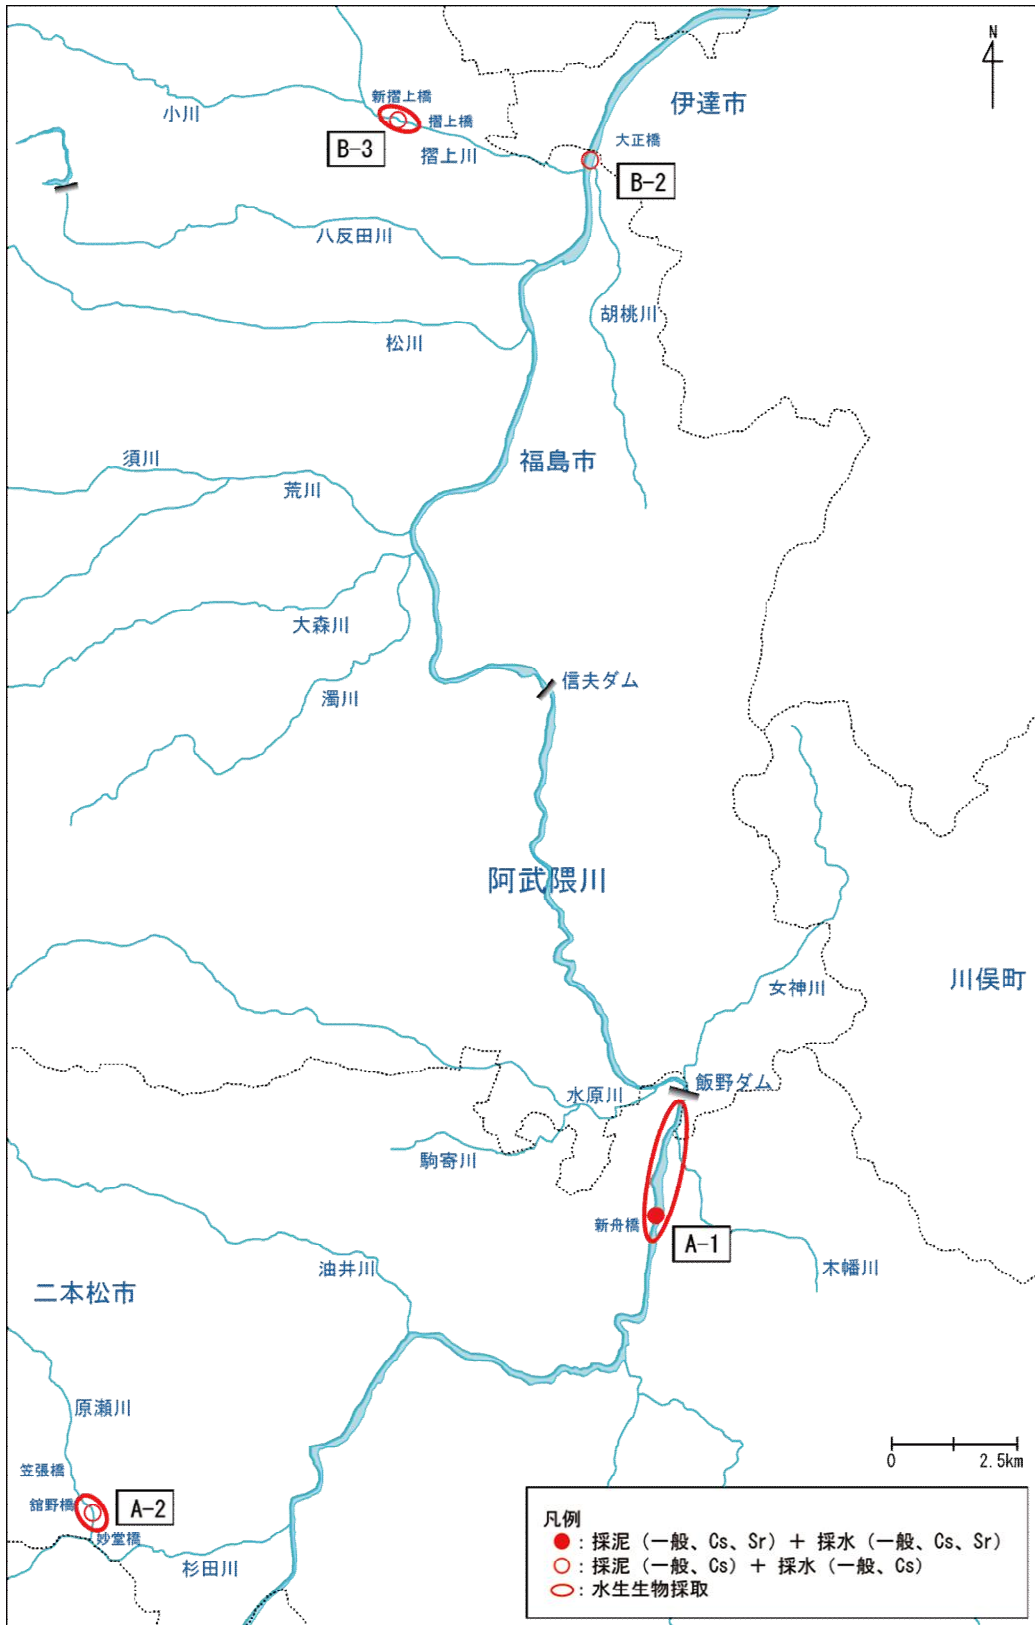 N
伊達市
新摺上橋
小川
摺上橋
大正橋
B-3
摺上川
B-2
八反田川
胡桃川
松川
福島市
須川
荒川
大森川
信夫ダム
濁川
阿武隈川
川俣町
女神川
飯野ダム
水原川
駒寄川
新舟橋
A-1
木幡川
油井川
二本松市
原瀬川
笠張橋
0 2.5km
舘野橋
A-2
妙堂橋
杉田川
凡例
：採泥（一般、Cs、Sr）＋ 採水（一般、Cs、Sr）
：採泥（一般、Cs）＋ 採水（一般、Cs）
：水生生物採取